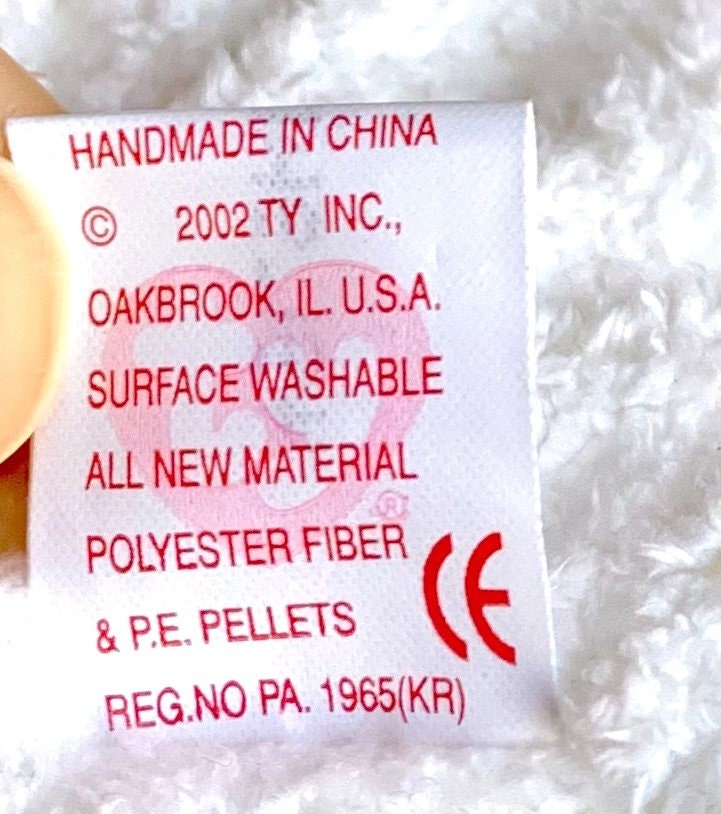 HANDMADE IN CHINA
© 2002 TY INC.,
OAKBROOK, IL. U.S.A.
SURFACE WASHABLE
ALL NEW MATERIAL
POLYESTER FIBER
& P.E. PELLETS
CE
REG.NO PA. 1965(KR)